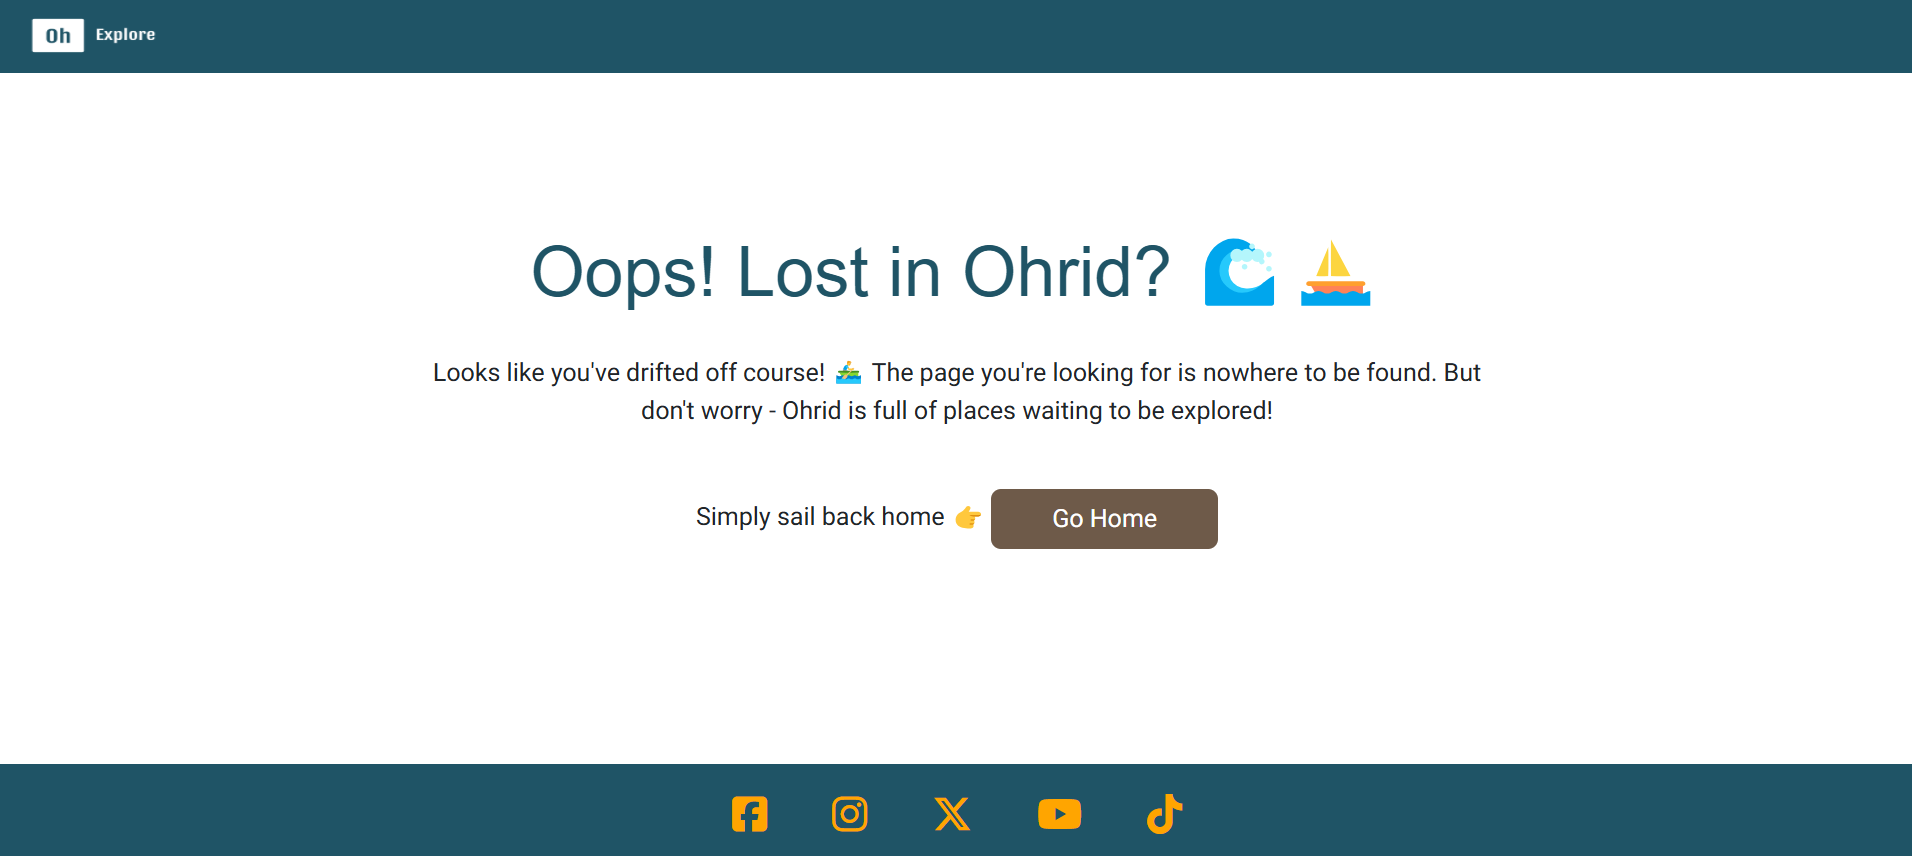 Oh Explore
Oops! Lost in Ohrid? 🌊 ⛵
Looks like you've drifted off course! 🚣 The page you're looking for is nowhere to be found. But
don't worry - Ohrid is full of places waiting to be explored!
Simply sail back home 👉 Go Home